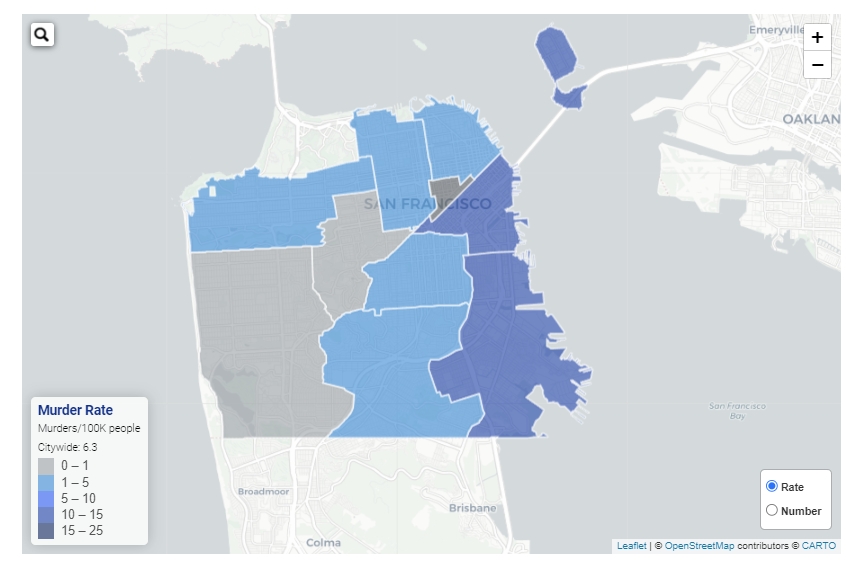 +
−
Emeryville
OAKLAN
SAN FRANCISCO
San Francisco
Bay
Murder Rate
Murders/100K people
Citywide: 6.3
0 – 1
1 – 5
5 – 10
10 – 15
15 – 25
Broadmoor
Brisbane
Colma
Rate
Number
Leaflet | © OpenStreetMap contributors © CARTO